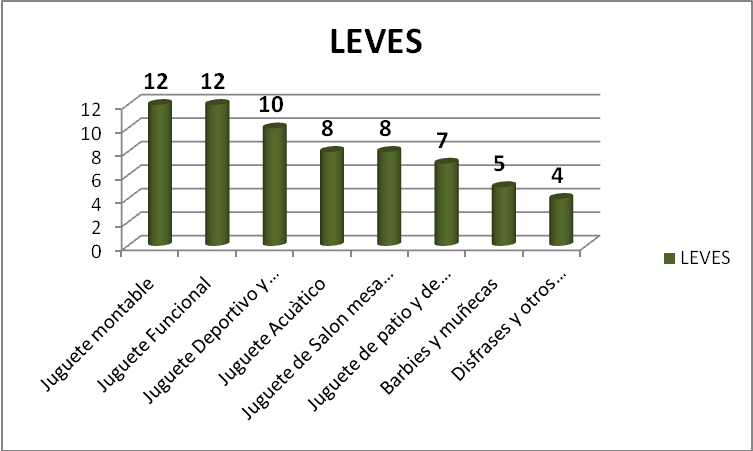 LEVES
12
12
10
8
8
7
5
4
12
10
8
6
4
2
0
Juguete montable
Juguete Funcional
Juguete Deportivo y...
Juguete Acuàtico
Juguete de Salon mesa...
Juguete de patio y de...
Barbies y muñecas
Disfrases y otros...
LEVES